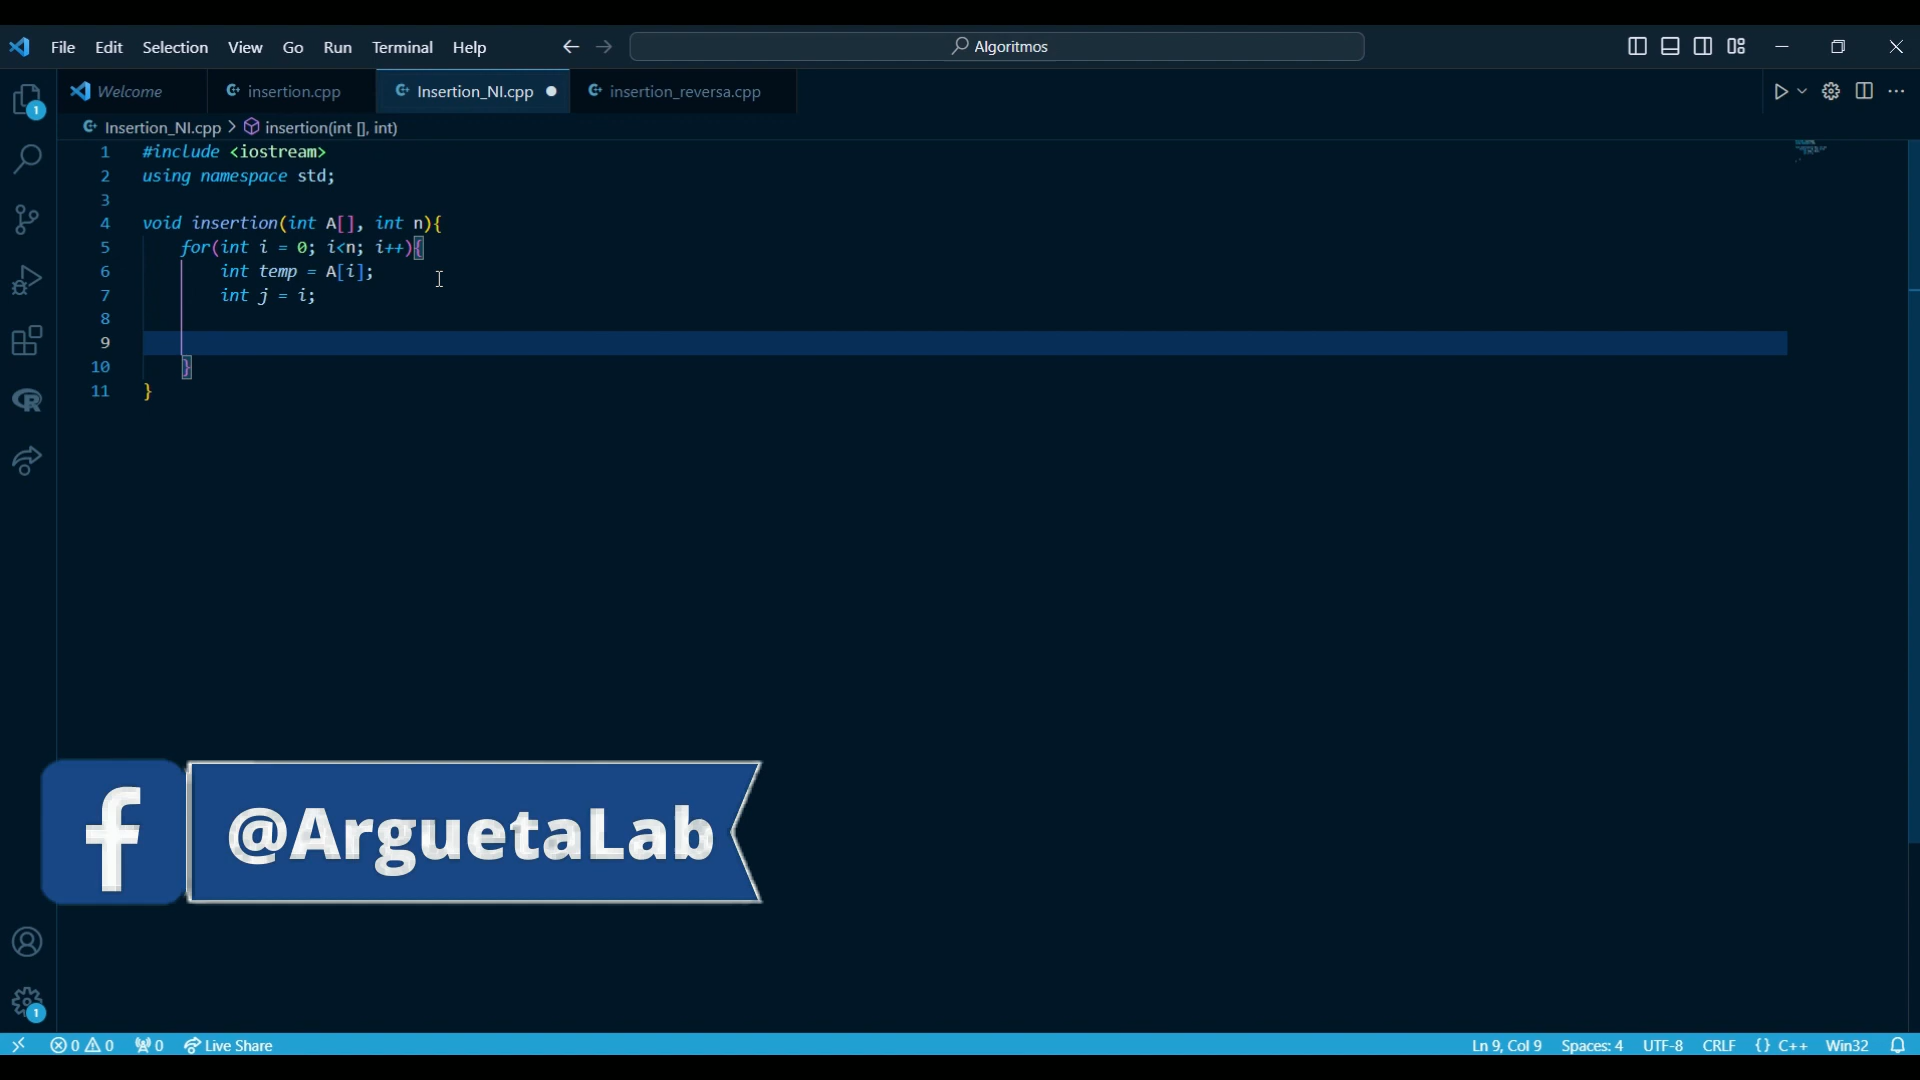 File Edit Selection View Go Run Terminal Help Algoritmos
1 Welcome insertion.cpp Insertion_NI.cpp insertion_reversa.cpp
Insertion_NI.cpp > insertion(int [], int)
1 #include <iostream>
2 using namespace std;
3
4 void insertion(int A[], int n){
5 for(int i = 0; i<n; i++){
6 int temp = A[i];
7 int j = i;
8
9
10 }
11 }
R
f @ArguetaLab
1
0 0 0 Live Share Ln 9, Col 9 Spaces: 4 UTF-8 CRLF {} C++ Win32